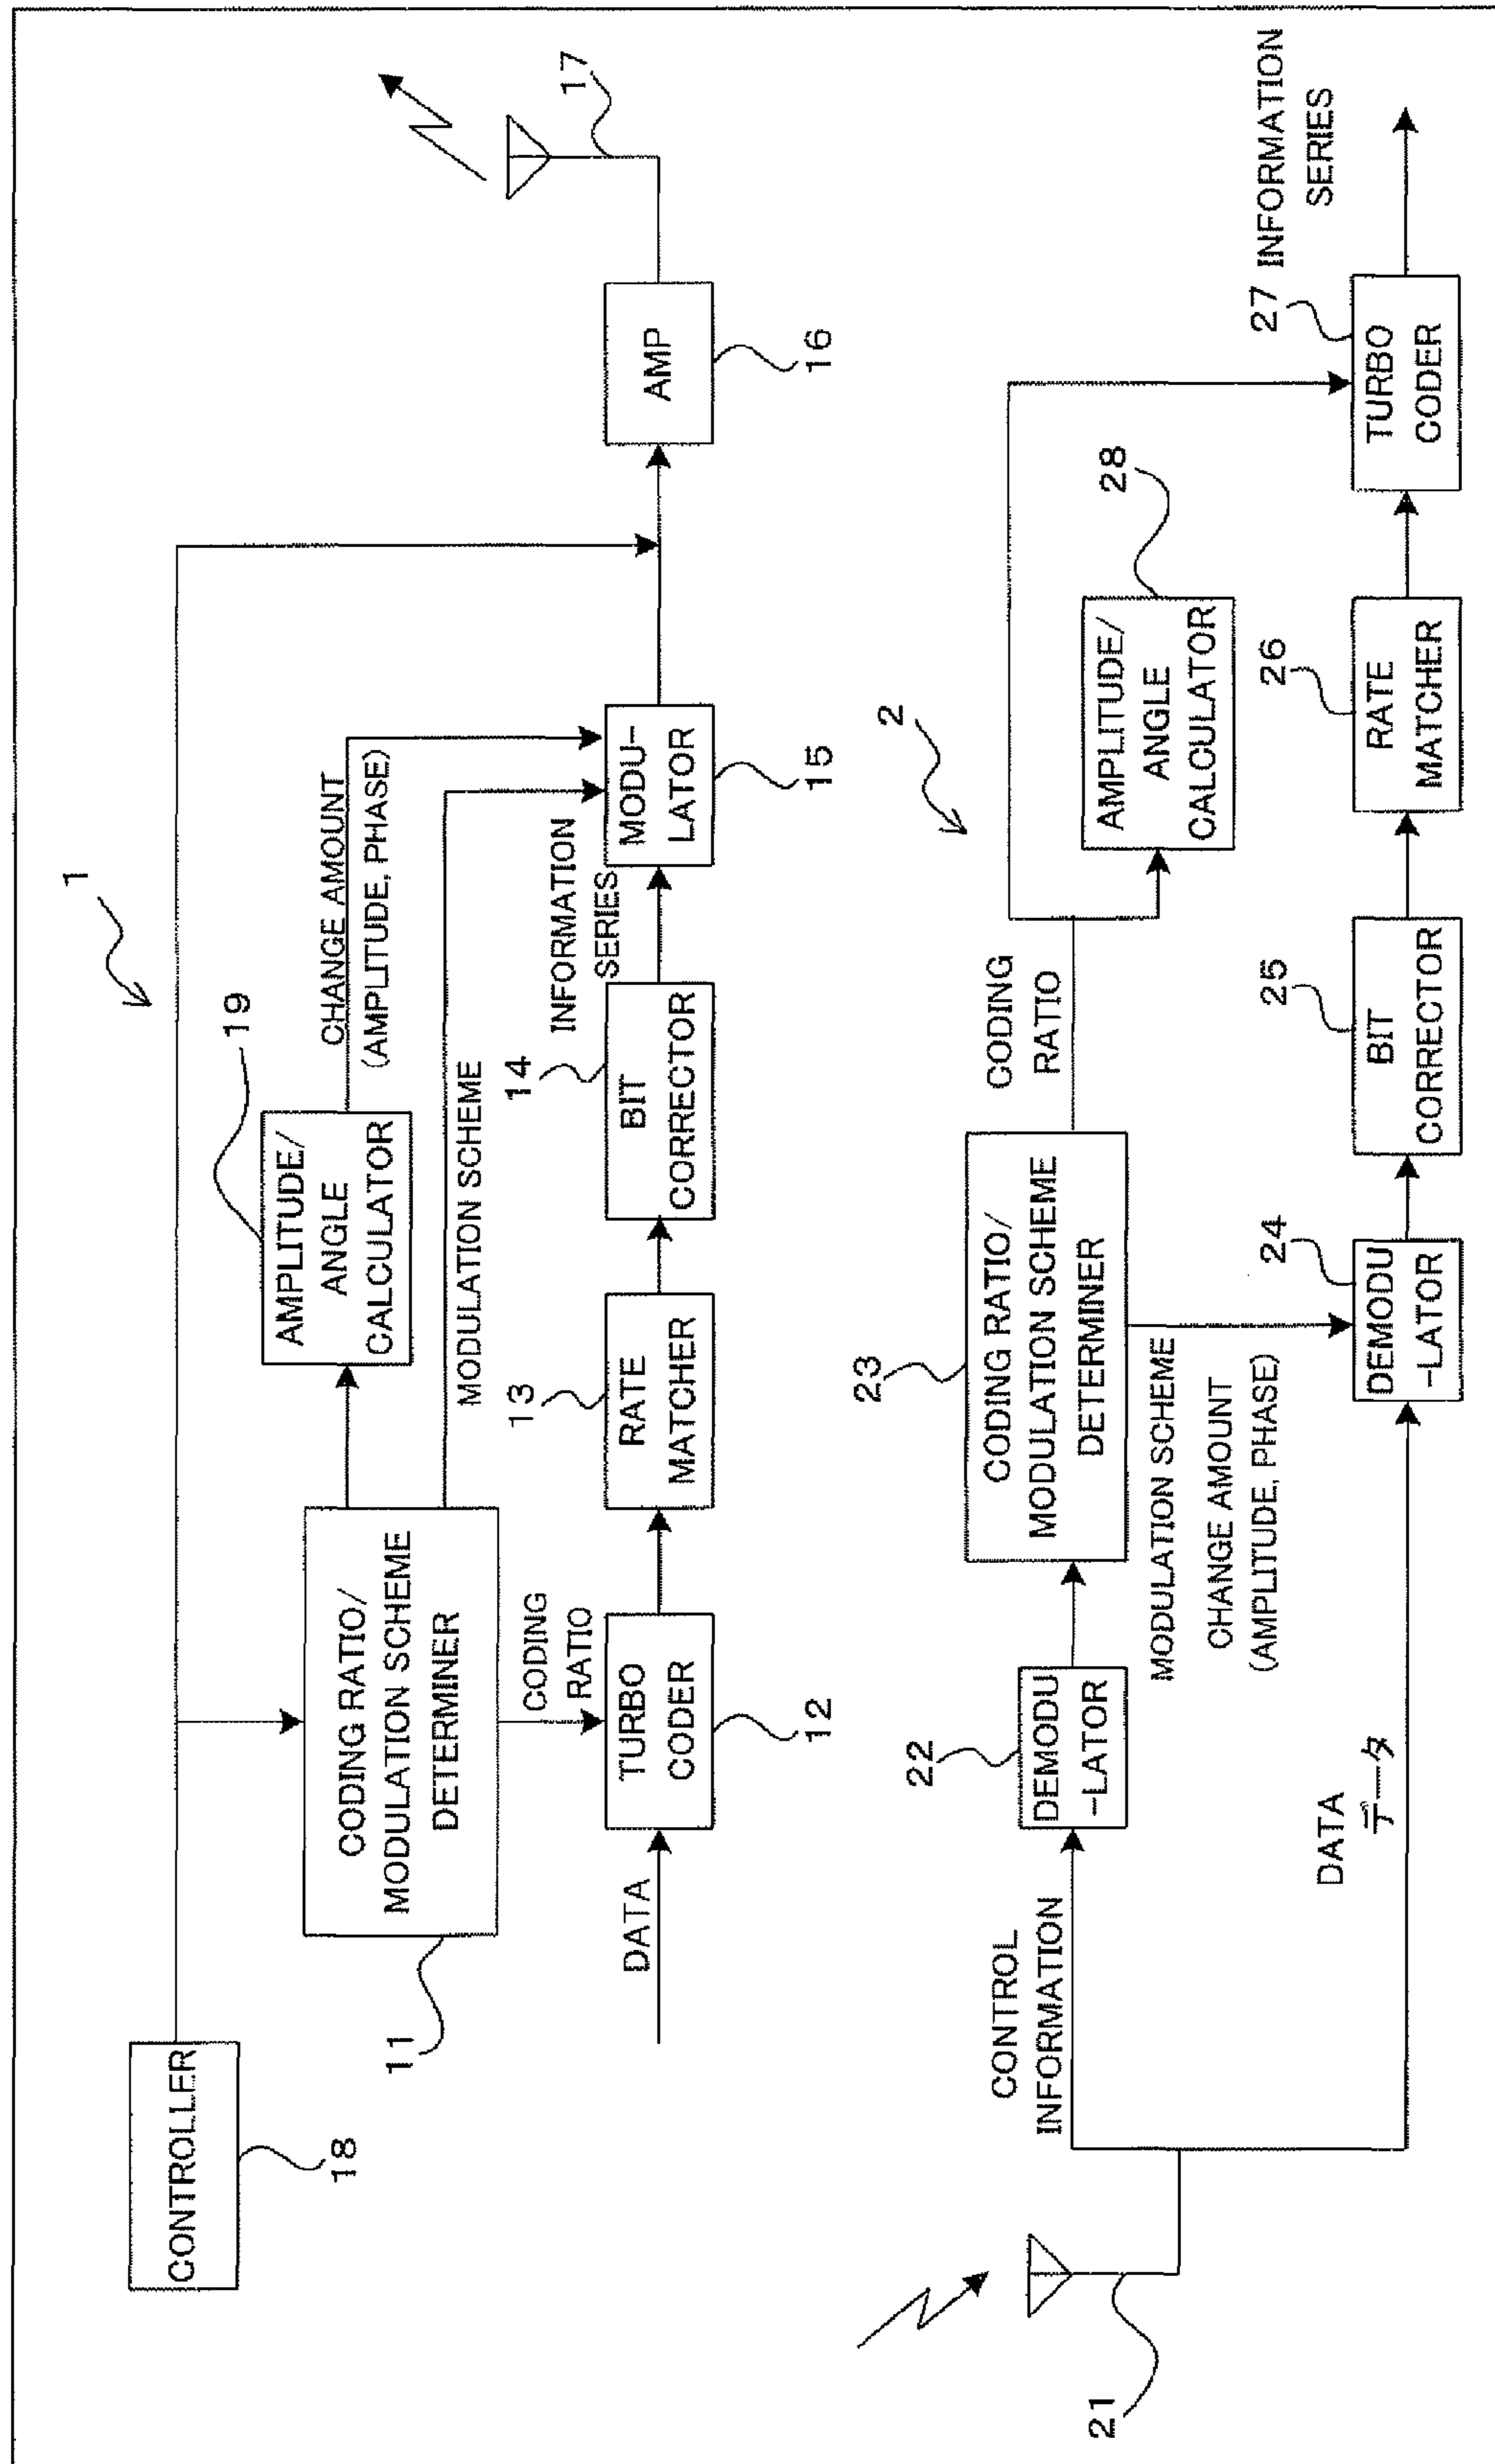 1
CONTROLLER
18
CODING RATIO/
MODULATION SCHEME
DETERMINER
11
AMPLITUDE/
ANGLE
CALCULATOR
19
CHANGE AMOUNT
(AMPLITUDE, PHASE)
MODULATION SCHEME
CODING
RATIO
DATA
TURBO
CODER
12
RATE
MATCHER
13
BIT
CORRECTOR
14
INFORMATION
SERIES
MODU-
LATOR
15
AMP
16
17
2
21
CONTROL
INFORMATION
DEMODU
-LATOR
22
CODING RATIO/
MODULATION SCHEME
DETERMINER
23
CODING
RATIO
AMPLITUDE/
ANGLE
CALCULATOR
28
MODULATION SCHEME
CHANGE AMOUNT
(AMPLITUDE, PHASE)
DATA
データ
DEMODU
-LATOR
24
BIT
CORRECTOR
25
RATE
MATCHER
26
TURBO
CODER
27
INFORMATION
SERIES